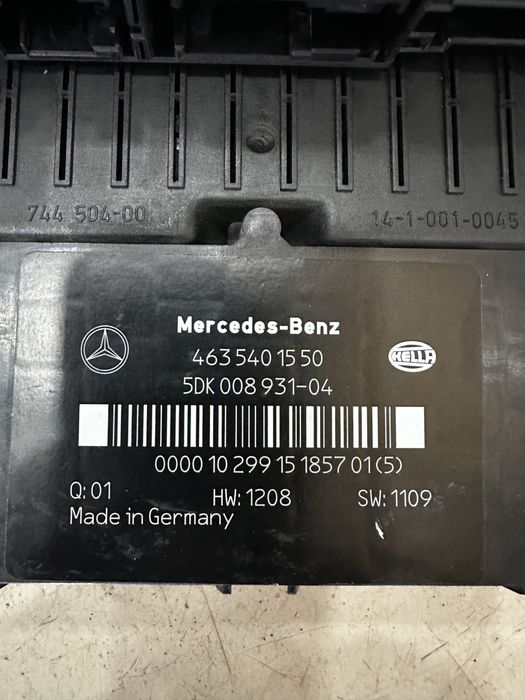 744 504-00 14-1-001-0045
Mercedes-Benz
463 540 15 50
HELLA
5DK 008 931-04
0000 10 299 15 1857 01 (5)
Q: 01 HW: 1208 SW: 1109
Made in Germany